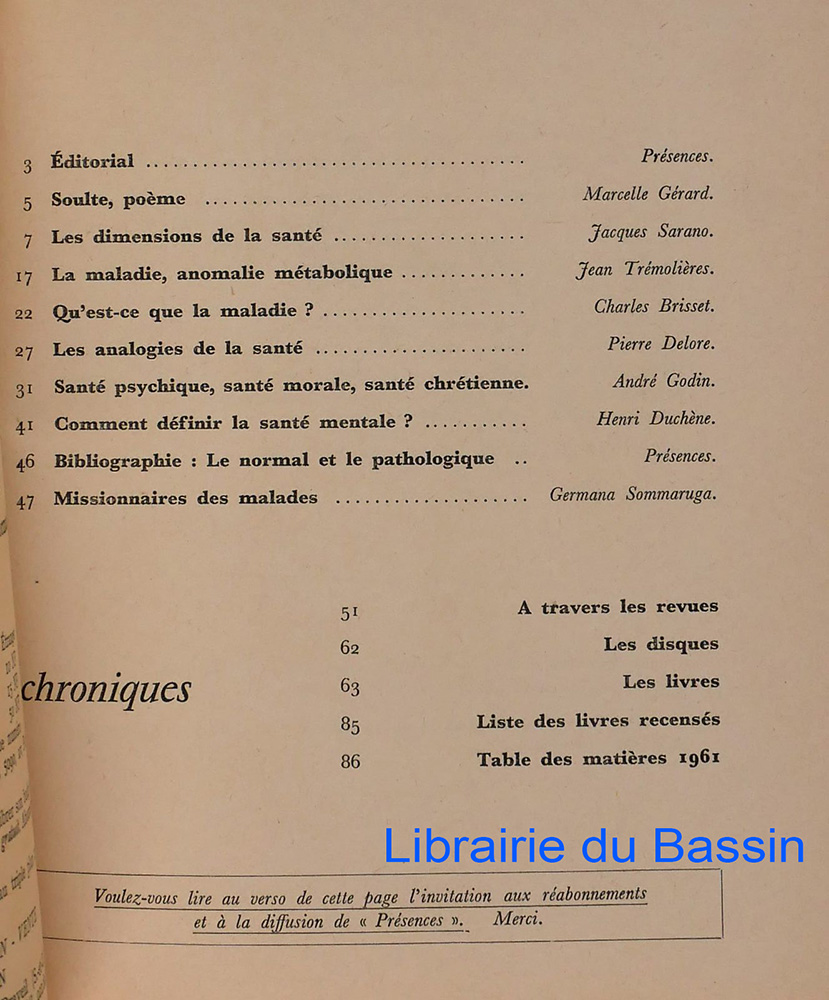 3 Éditorial ........................................ Présences.
5 Soulte, poème .................................. Marcelle Gérard.
7 Les dimensions de la santé ..................... Jacques Sarano.
17 La maladie, anomalie métabolique ............. Jean Trémolières.
22 Qu'est-ce que la maladie ? ...................... Charles Brisset.
27 Les analogies de la santé ....................... Pierre Delore.
31 Santé psychique, santé morale, santé chrétienne. André Godin.
41 Comment définir la santé mentale ? ........... Henri Duchène.
46 Bibliographie : Le normal et le pathologique .. Présences.
47 Missionnaires des malades .................... Germana Sommaruga.
51 A travers les revues
62 Les disques
chroniques 63 Les livres
85 Liste des livres recensés
86 Table des matières 1961
Librairie du Bassin
Voulez-vous lire au verso de cette page l'invitation aux réabonnements
et à la diffusion de « Présences ». Merci.